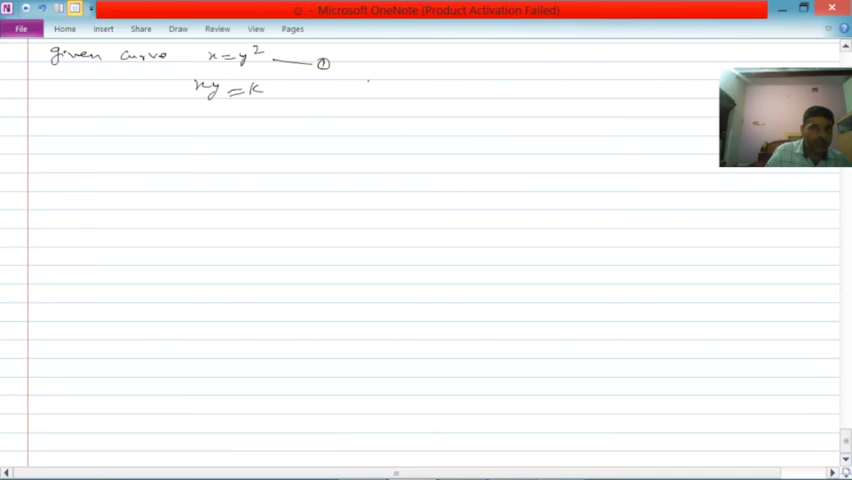 Microsoft OneNote (Product Activation Failed)
File Home Insert Share Draw Review View Pages
given curve x=y² —— ①
xy = k